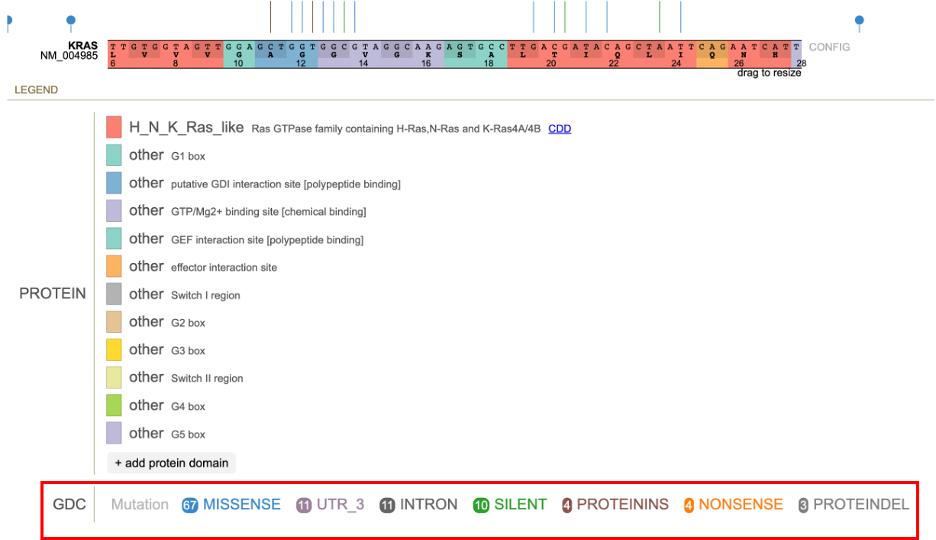 KRAS
NM_004985
T T G T G G T A G T T G G A G C T G G T G G C G T A G G C A A G A G T G C C T T G A C G A T A C A G C T A A T T C A G A A T C A T T
L V V V G A G G V G K S A L T I L I Q N H
6 8 10 12 14 16 18 20 22 24 26 28
CONFIG
drag to resize
LEGEND
PROTEIN
H_N_K_Ras_like Ras GTPase family containing H-Ras,N-Ras and K-Ras4A/4B CDD
other G1 box
other putative GDI interaction site [polypeptide binding]
other GTP/Mg2+ binding site [chemical binding]
other GEF interaction site [polypeptide binding]
other effector interaction site
other Switch I region
other G2 box
other G3 box
other Switch II region
other G4 box
other G5 box
+ add protein domain
GDC Mutation 67 MISSENSE 11 UTR_3 11 INTRON 10 SILENT 4 PROTEININS 4 NONSENSE 3 PROTEINDEL